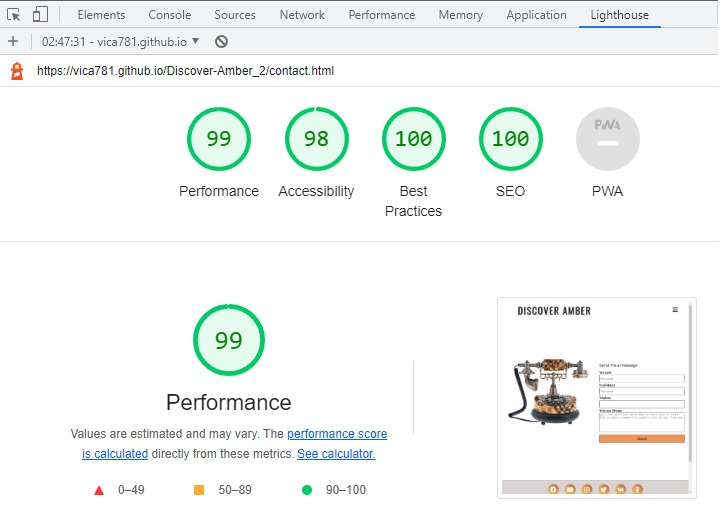 Elements Console Sources Network Performance Memory Application Lighthouse
02:47:31 - vica781.github.io
https://vica781.github.io/Discover-Amber_2/contact.html
99 98 100 100 PWA
Performance Accessibility Best Practices SEO PWA
99
Performance
Values are estimated and may vary. The performance score
is calculated directly from these metrics. See calculator.
0–49 50–89 90–100
DISCOVER AMBER
Send me a message